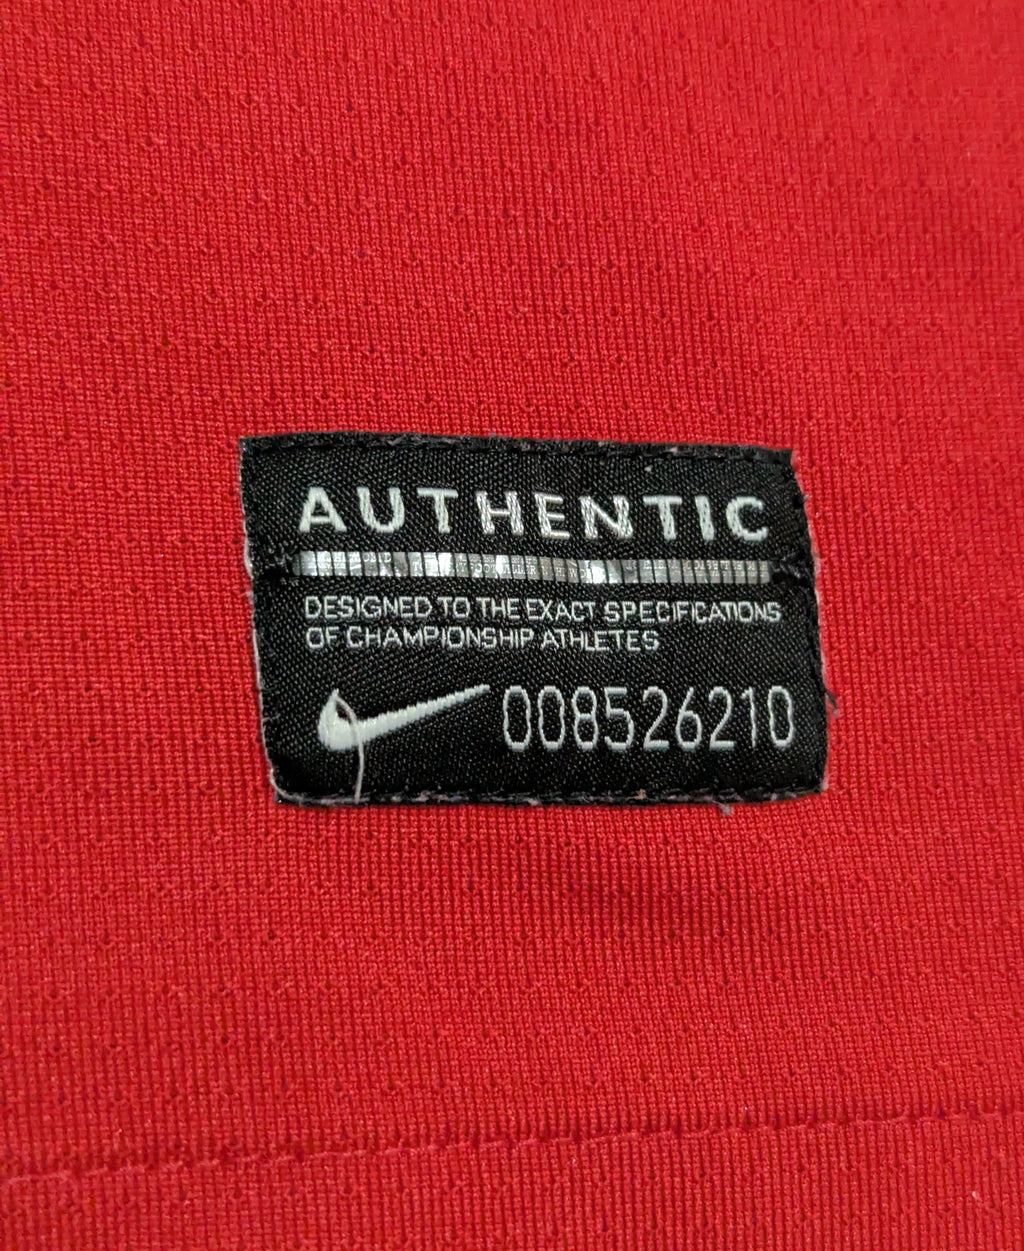 AUTHENTIC
DESIGNED TO THE EXACT SPECIFICATIONS
OF CHAMPIONSHIP ATHLETES
008526210